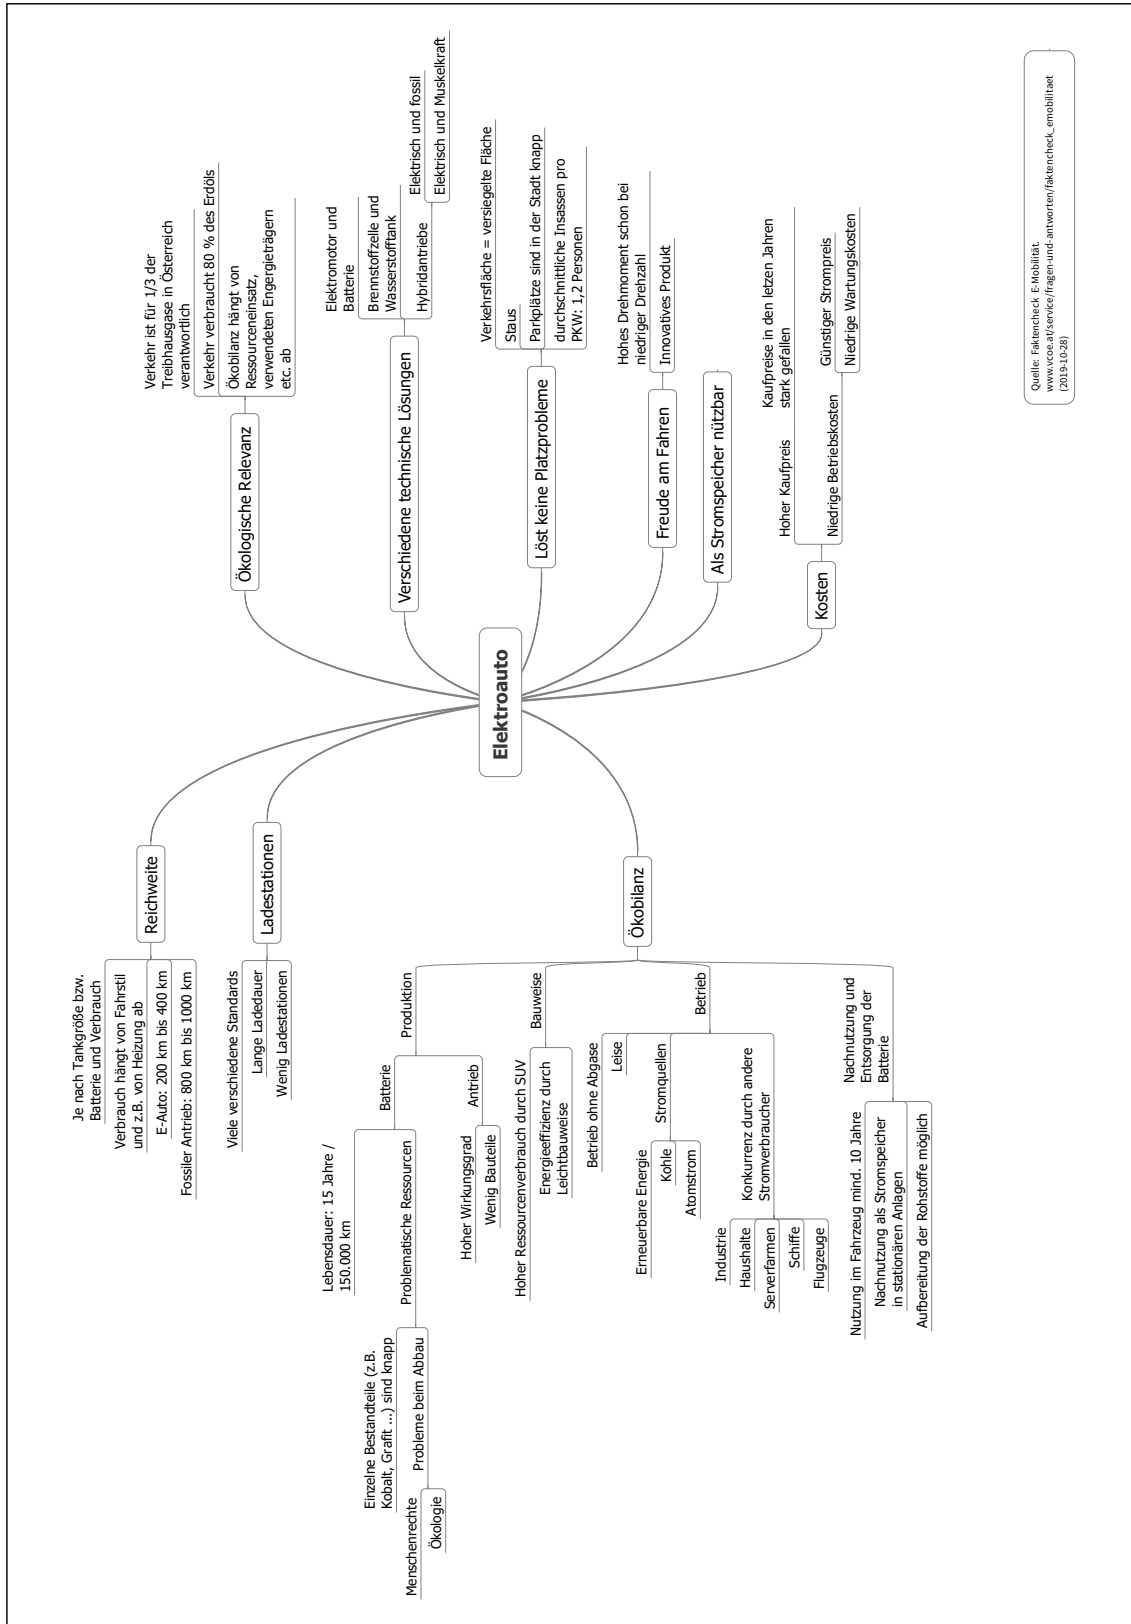 Elektroauto
Ökologische Relevanz
Verkehr ist für 1/3 der
Treibhausgase in Österreich
verantwortlich
Verkehr verbraucht 80 % des Erdöls
Ökobilanz hängt von
Ressourceneinsatz,
verwendeten Engergieträgern
etc. ab
Verschiedene technische Lösungen
Elektromotor und
Batterie
Brennstoffzelle und
Wasserstofftank
Hybridantriebe
Elektrisch und fossil
Elektrisch und Muskelkraft
Löst keine Platzprobleme
Verkehrsfläche = versiegelte Fläche
Staus
Parkplätze sind in der Stadt knapp
durchschnittliche Insassen pro
PKW: 1,2 Personen
Freude am Fahren
Hohes Drehmoment schon bei
niedriger Drehzahl
Innovatives Produkt
Als Stromspeicher nützbar
Kosten
Hoher Kaufpreis
Kaufpreise in den letzen Jahren
stark gefallen
Niedrige Betriebskosten
Günstiger Strompreis
Niedrige Wartungskosten
Reichweite
Je nach Tankgröße bzw.
Batterie und Verbrauch
Verbrauch hängt von Fahrstil
und z.B. von Heizung ab
E-Auto: 200 km bis 400 km
Fossiler Antrieb: 800 km bis 1000 km
Ladestationen
Viele verschiedene Standards
Lange Ladedauer
Wenig Ladestationen
Ökobilanz
Produktion
Batterie
Lebensdauer: 15 Jahre /
150.000 km
Problematische Ressourcen
Einzelne Bestandteile (z.B.
Kobalt, Grafit ...) sind knapp
Probleme beim Abbau
Menschenrechte
Ökologie
Antrieb
Hoher Wirkungsgrad
Wenig Bauteile
Bauweise
Hoher Ressourcenverbrauch durch SUV
Energieeffizienz durch
Leichtbauweise
Betrieb
Betrieb ohne Abgase
Leise
Stromquellen
Erneuerbare Energie
Kohle
Atomstrom
Konkurrenz durch andere
Stromverbraucher
Industrie
Haushalte
Serverfarmen
Schiffe
Flugzeuge
Nachnutzung und
Entsorgung der
Batterie
Nutzung im Fahrzeug mind. 10 Jahre
Nachnutzung als Stromspeicher
in stationären Anlagen
Aufbereitung der Rohstoffe möglich
Quelle: Faktencheck E-Mobilität.
www.vcoe.at/service/fragen-und-antworten/faktencheck_emobilitaet
(2019-10-28)